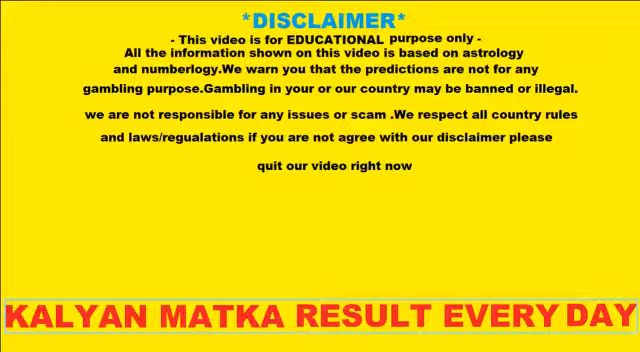 *DISCLAIMER*
- This video is for EDUCATIONAL purpose only -
All the information shown on this video is based on astrology
and numberlogy.We warn you that the predictions are not for any
gambling purpose.Gambling in your or our country may be banned or illegal.
we are not responsible for any issues or scam .We respect all country rules
and laws/regualations if you are not agree with our disclaimer please
quit our video right now
KALYAN MATKA RESULT EVERY DAY